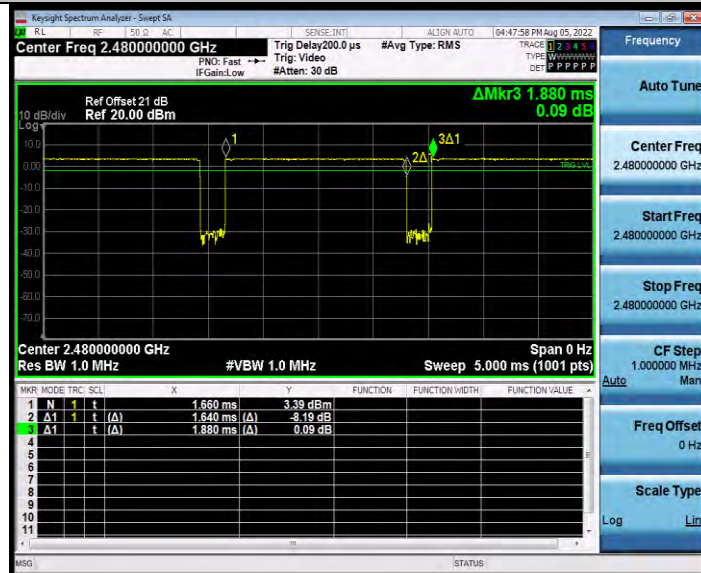 Keysight Spectrum Analyzer - Swept SA
LXI RL RF 50 Ω AC SENSE:INT ALIGN AUTO 04:47:58 PM Aug 05, 2022
Center Freq 2.480000000 GHz
PNO: Fast
IFGain:Low
Trig Delay200.0 µs
Trig: Video
#Atten: 30 dB
#Avg Type: RMS
TRACE 1 2 3 4 5 6
TYPE WWWWWW
DET P P P P P P
Ref Offset 21 dB
10 dB/div Ref 20.00 dBm
Log
ΔMkr3 1.880 ms
0.09 dB
10.0
0.00
-10.0
-20.0
-30.0
-40.0
-50.0
-60.0
-70.0
1
2Δ1
3Δ1
TRIG LVL
Center 2.480000000 GHz Span 0 Hz
Res BW 1.0 MHz #VBW 1.0 MHz Sweep 5.000 ms (1001 pts)
MKR MODE TRC SCL X Y FUNCTION FUNCTION WIDTH FUNCTION VALUE
1 N 1 t 1.660 ms 3.39 dBm
2 Δ1 1 t (Δ) 1.640 ms (Δ) -8.19 dB
3 Δ1 t (Δ) 1.880 ms (Δ) 0.09 dB
4
5
6
7
8
9
10
11
MSG STATUS
Frequency
Auto Tune
Center Freq
2.480000000 GHz
Start Freq
2.480000000 GHz
Stop Freq
2.480000000 GHz
CF Step
1.000000 MHz
Auto Man
Freq Offset
0 Hz
Scale Type
Log Lin